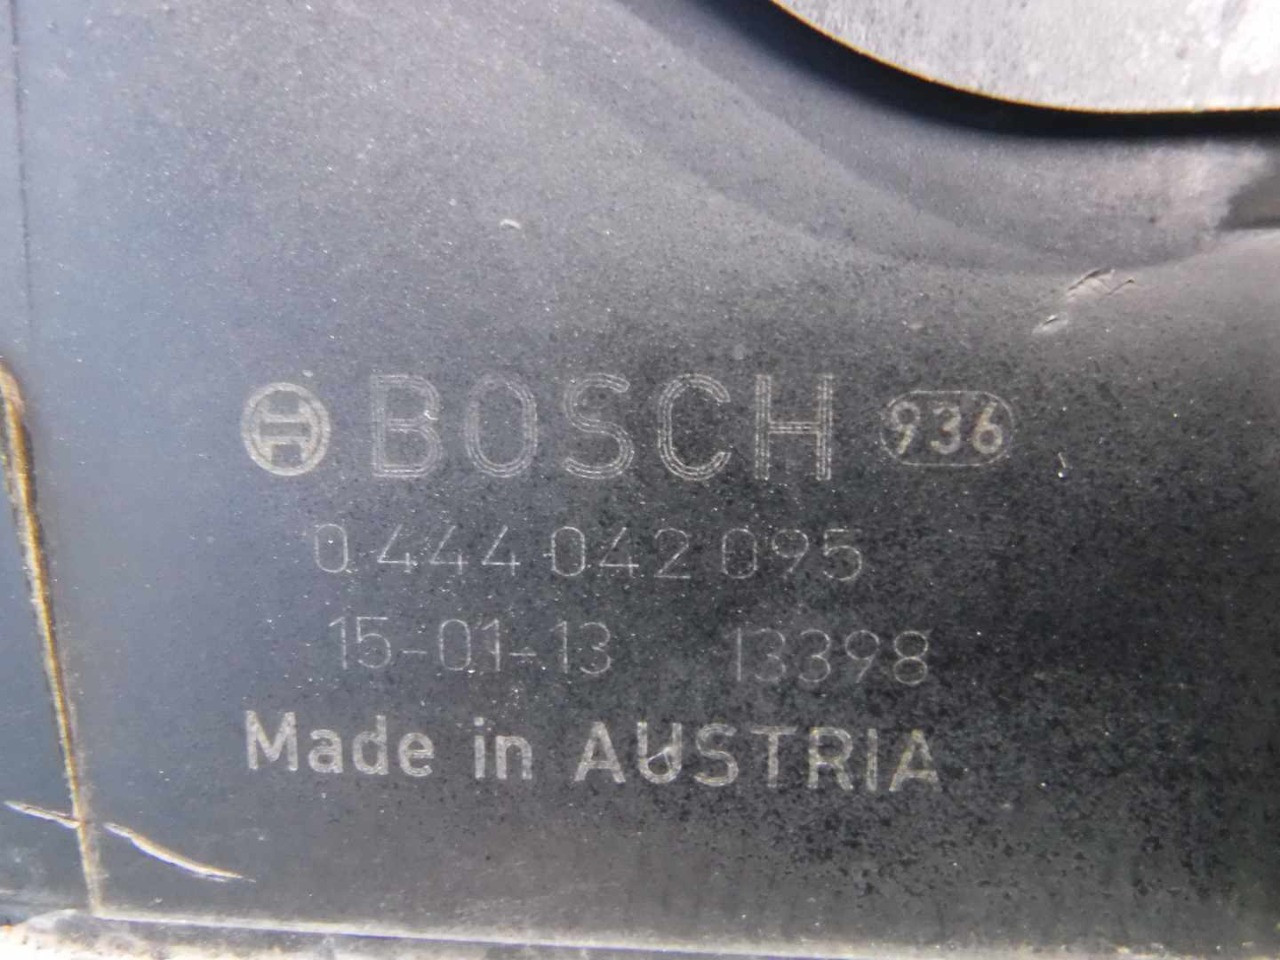 BOSCH 936
0 444 042 095
15-01-13 13398
Made in AUSTRIA